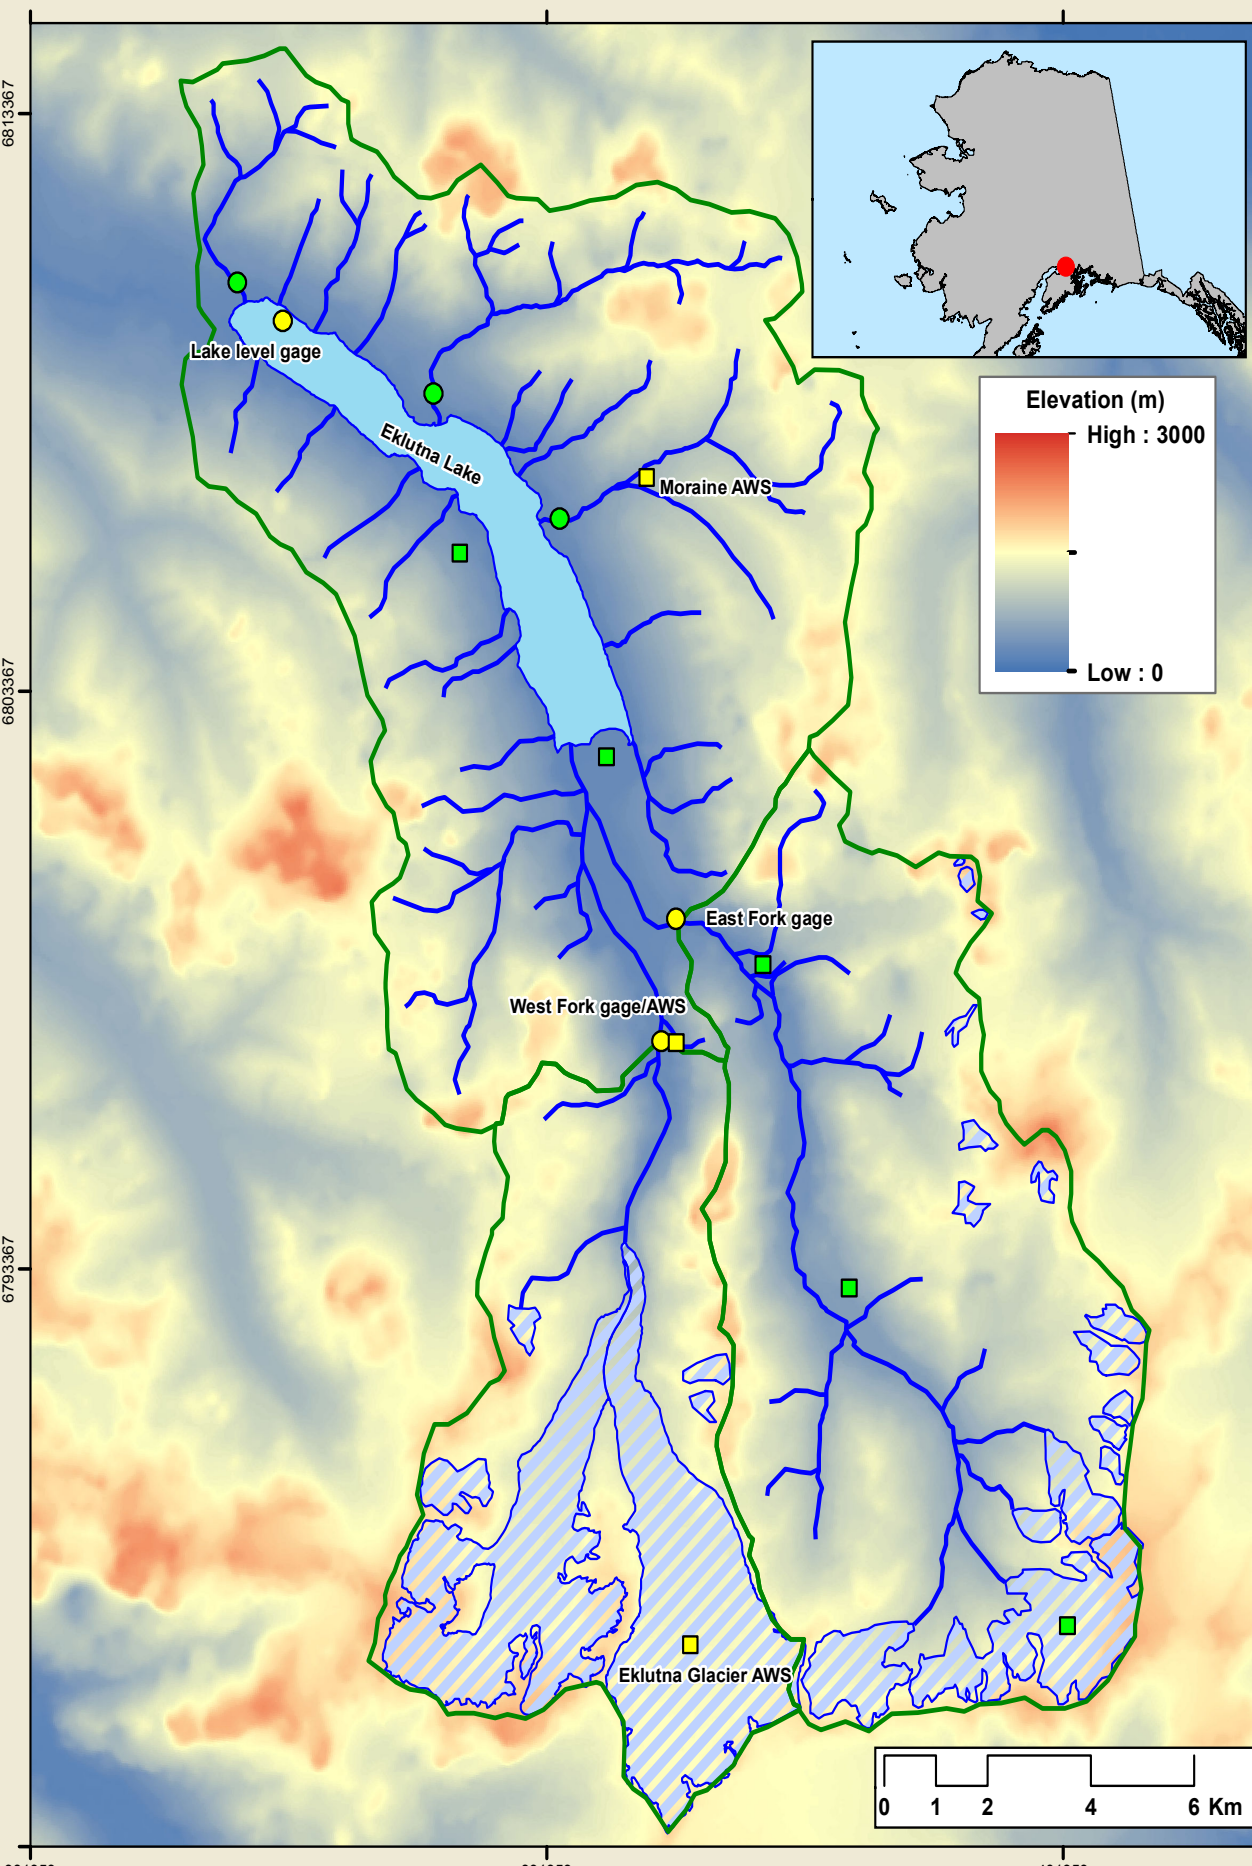 6813367
Lake level gage
Eklutna Lake
Elevation (m)
High : 3000
Moraine AWS
Low : 0
6803367
East Fork gage
West Fork gage/AWS
6793367
Eklutna Glacier AWS
0 1 2 4 6 Km